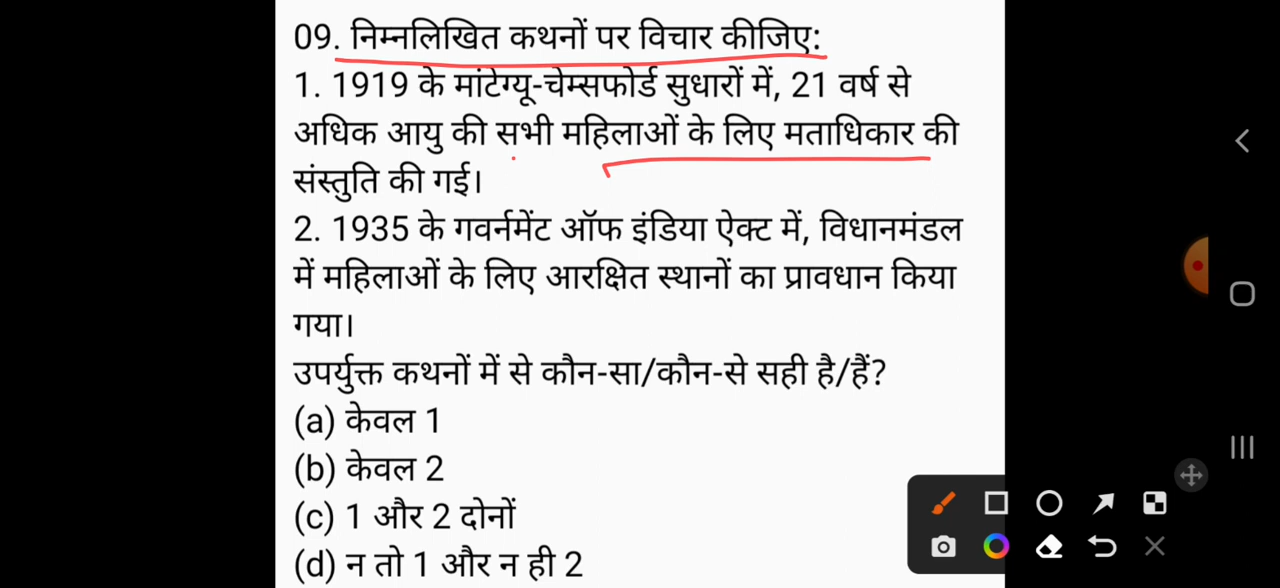 09. निम्नलिखित कथनों पर विचार कीजिए:
1. 1919 के मांटेग्यू-चेम्सफोर्ड सुधारों में, 21 वर्ष से
अधिक आयु की सभी महिलाओं के लिए मताधिकार की
संस्तुति की गई।
2. 1935 के गवर्नमेंट ऑफ इंडिया ऐक्ट में, विधानमंडल
में महिलाओं के लिए आरक्षित स्थानों का प्रावधान किया
गया।
उपर्युक्त कथनों में से कौन-सा/कौन-से सही है/हैं?
(a) केवल 1
(b) केवल 2
(c) 1 और 2 दोनों
(d) न तो 1 और न ही 2